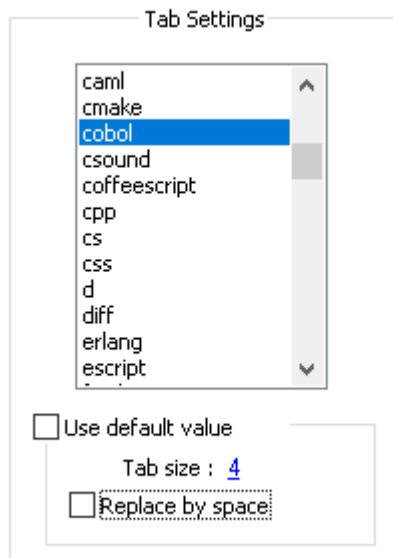 Tab Settings
caml
cmake
cobol
csound
coffeescript
cpp
cs
css
d
diff
erlang
escript
Use default value
Tab size : 4
Replace by space